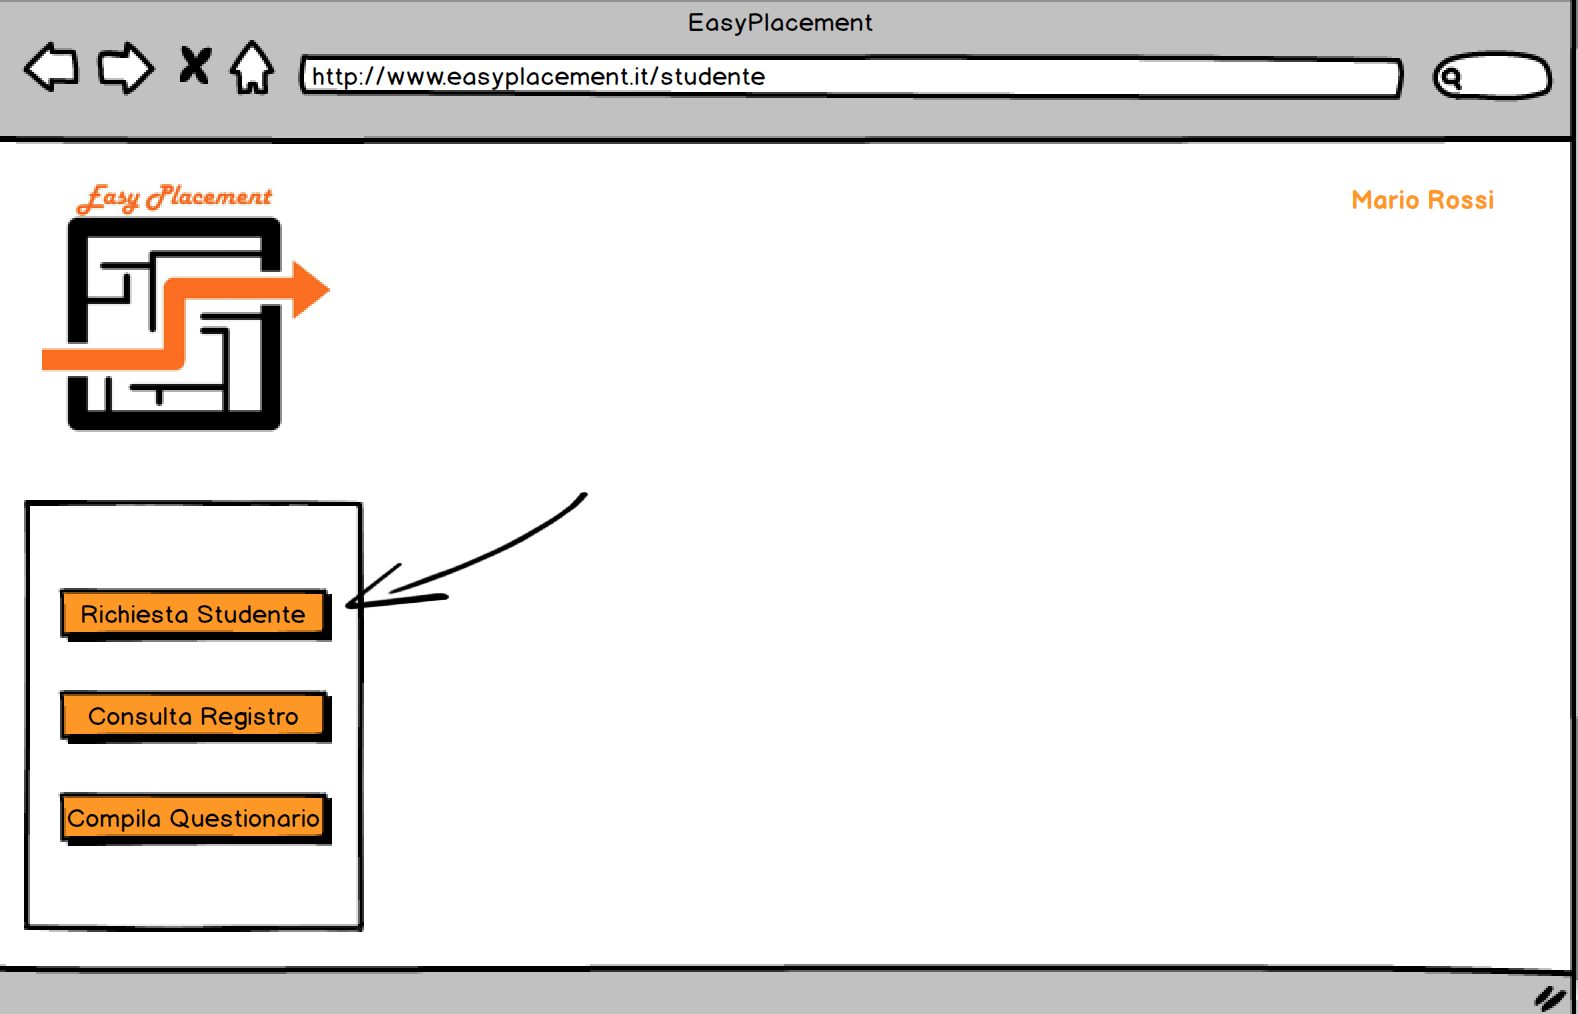 EasyPlacement
http://www.easyplacement.it/studente
Easy Placement
Mario Rossi
Richiesta Studente
Consulta Registro
Compila Questionario